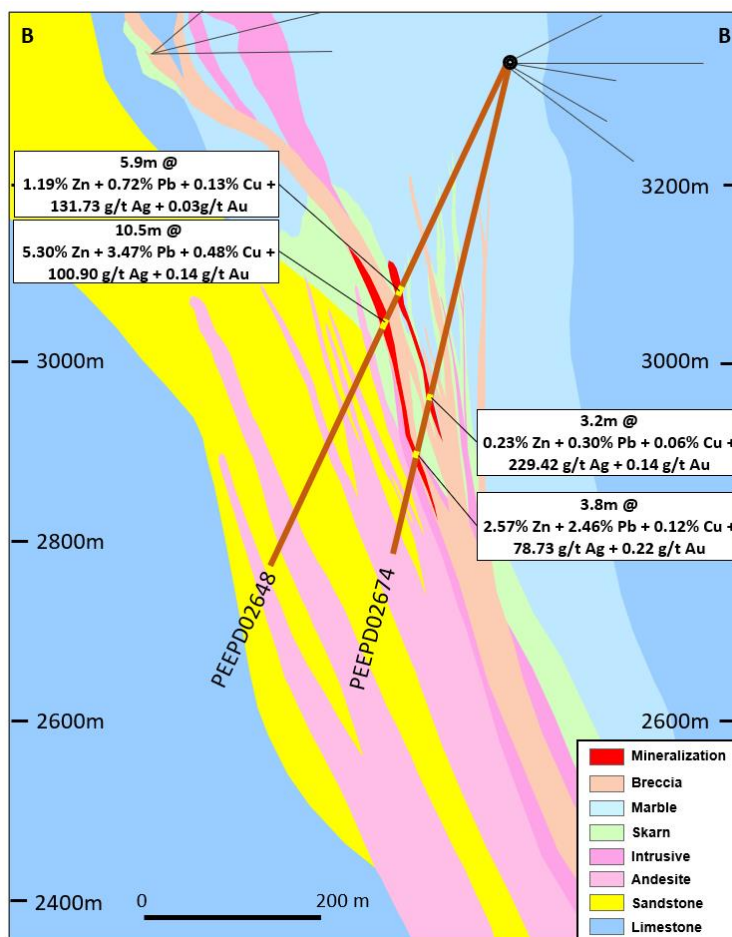 B
B
5.9m @
1.19% Zn + 0.72% Pb + 0.13% Cu +
131.73 g/t Ag + 0.03g/t Au
3200m
10.5m @
5.30% Zn + 3.47% Pb + 0.48% Cu +
100.90 g/t Ag + 0.14 g/t Au
3000m
3000m
3.2m @
0.23% Zn + 0.30% Pb + 0.06% Cu +
229.42 g/t Ag + 0.14 g/t Au
3.8m @
2.57% Zn + 2.46% Pb + 0.12% Cu +
78.73 g/t Ag + 0.22 g/t Au
2800m
PEEPD02648
PEEPD02674
2600m
2600m
Mineralization
Breccia
Marble
Skarn
Intrusive
Andesite
Sandstone
Limestone
2400m
0
200 m